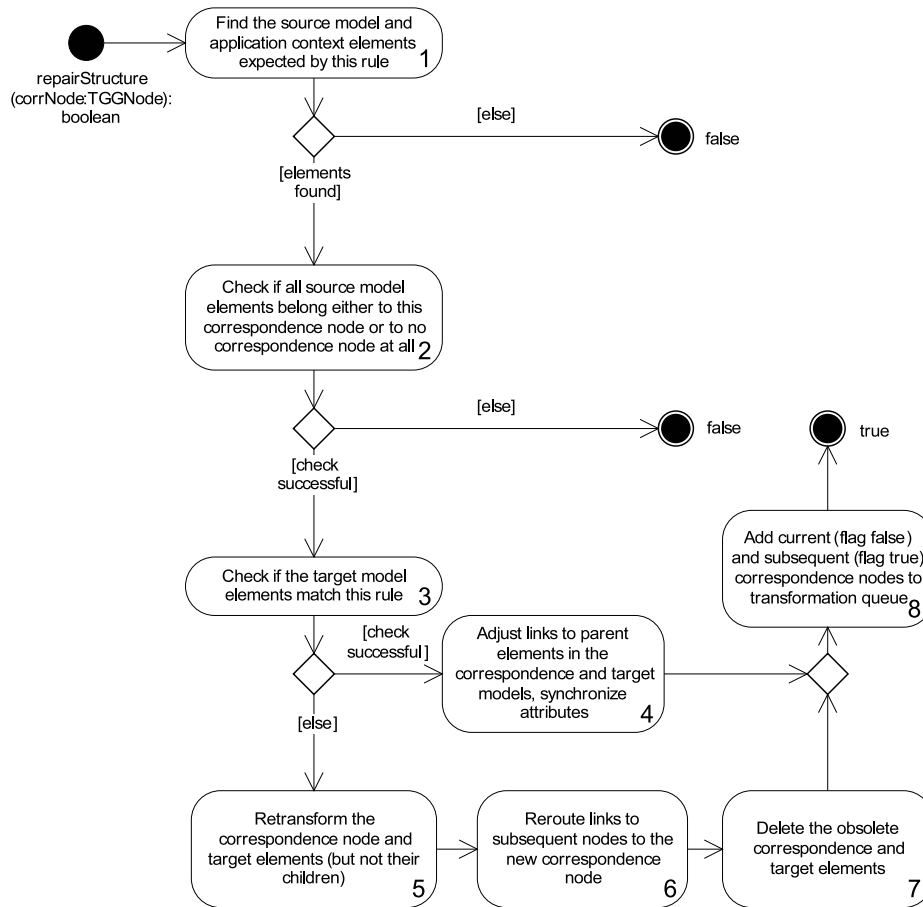 Find the source model and
application context elements
expected by this rule
1
repairStructure
(corrNode:TGGNode):
boolean
[else]
false
[elements
found]
Check if all source model
elements belong either to this
correspondence node or to no
correspondence node at all
2
[else]
false
true
[check
successful]
Check if the target model
elements match this rule
3
Add current (flag false)
and subsequent (flag true)
correspondence nodes to
transformation queue
8
[check
successful]
Adjust links to parent
elements in the
correspondence and target
models, synchronize
attributes
4
[else]
Retransform the
correspondence node and
target elements (but not their
children)
5
Reroute links to
subsequent nodes to the
new correspondence
node
6
Delete the obsolete
correspondence and
target elements
7